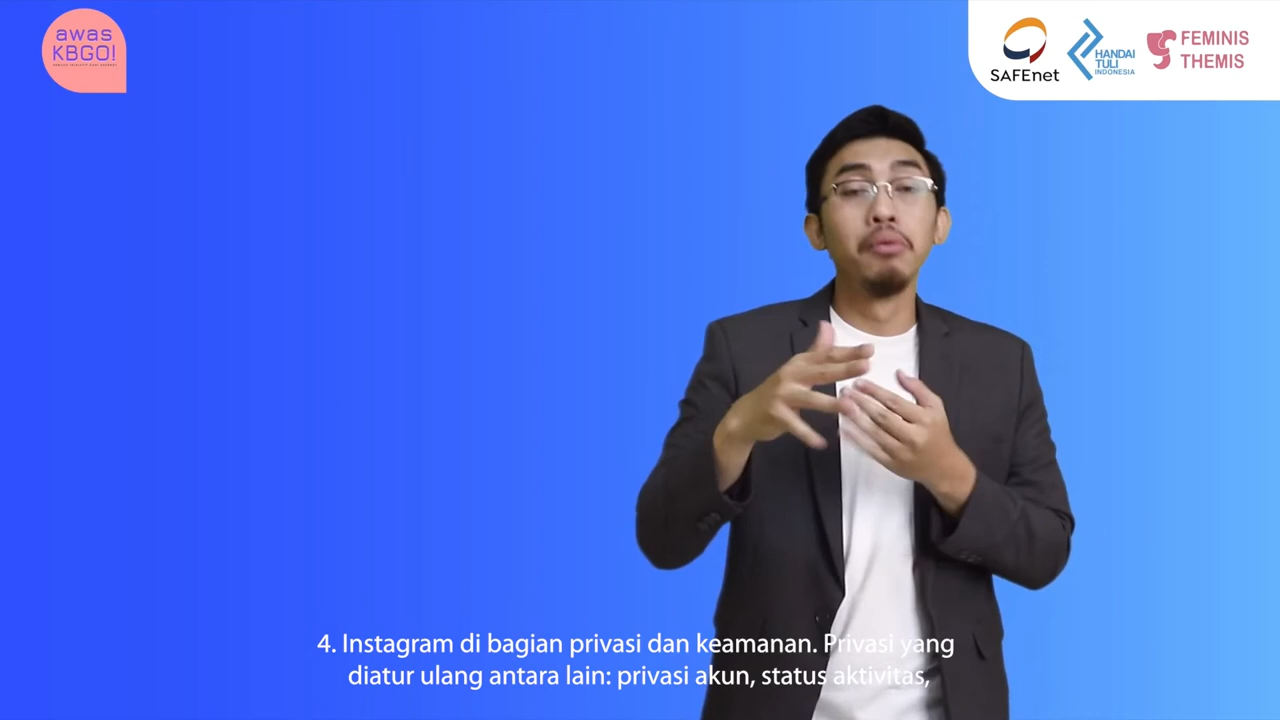 awas
KBGO!
SAFEnet
HANDAI
TULI
INDONESIA
FEMINIS
THEMIS
4. Instagram di bagian privasi dan keamanan. Privasi yang
diatur ulang antara lain: privasi akun, status aktivitas,